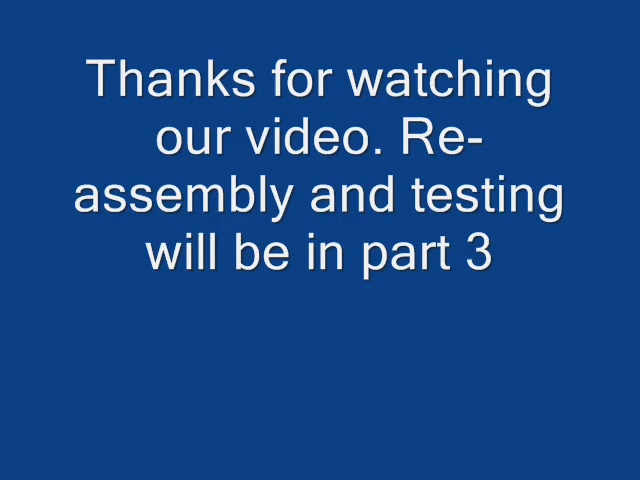 Thanks for watching
our video. Re-
assembly and testing
will be in part 3